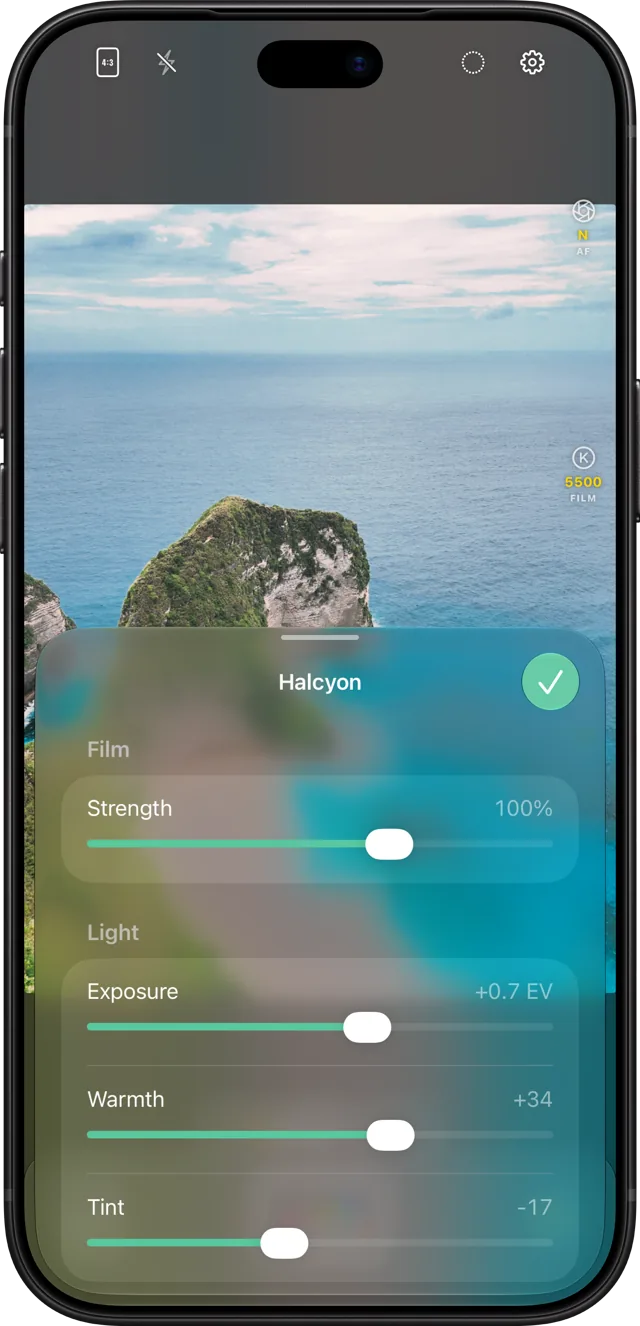 4:3
N
AF
K
5500
FILM
Halcyon
Film
Strength 100%
Light
Exposure +0.7 EV
Warmth +34
Tint -17